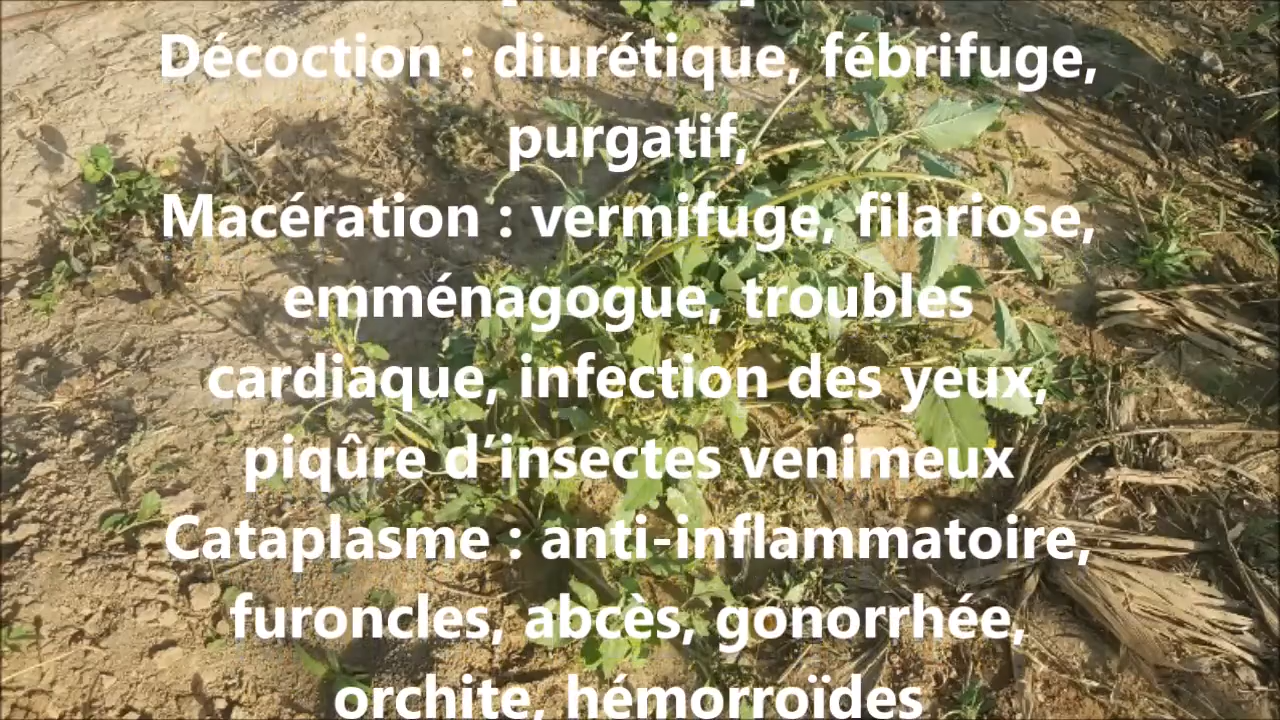 Décoction : diurétique, fébrifuge,
purgatif,
Macération : vermifuge, filariose,
emménagogue, troubles
cardiaque, infection des yeux,
piqûre d’insectes venimeux
Cataplasme : anti-inflammatoire,
furoncles, abcès, gonorrhée,
orchite, hémorroïdes